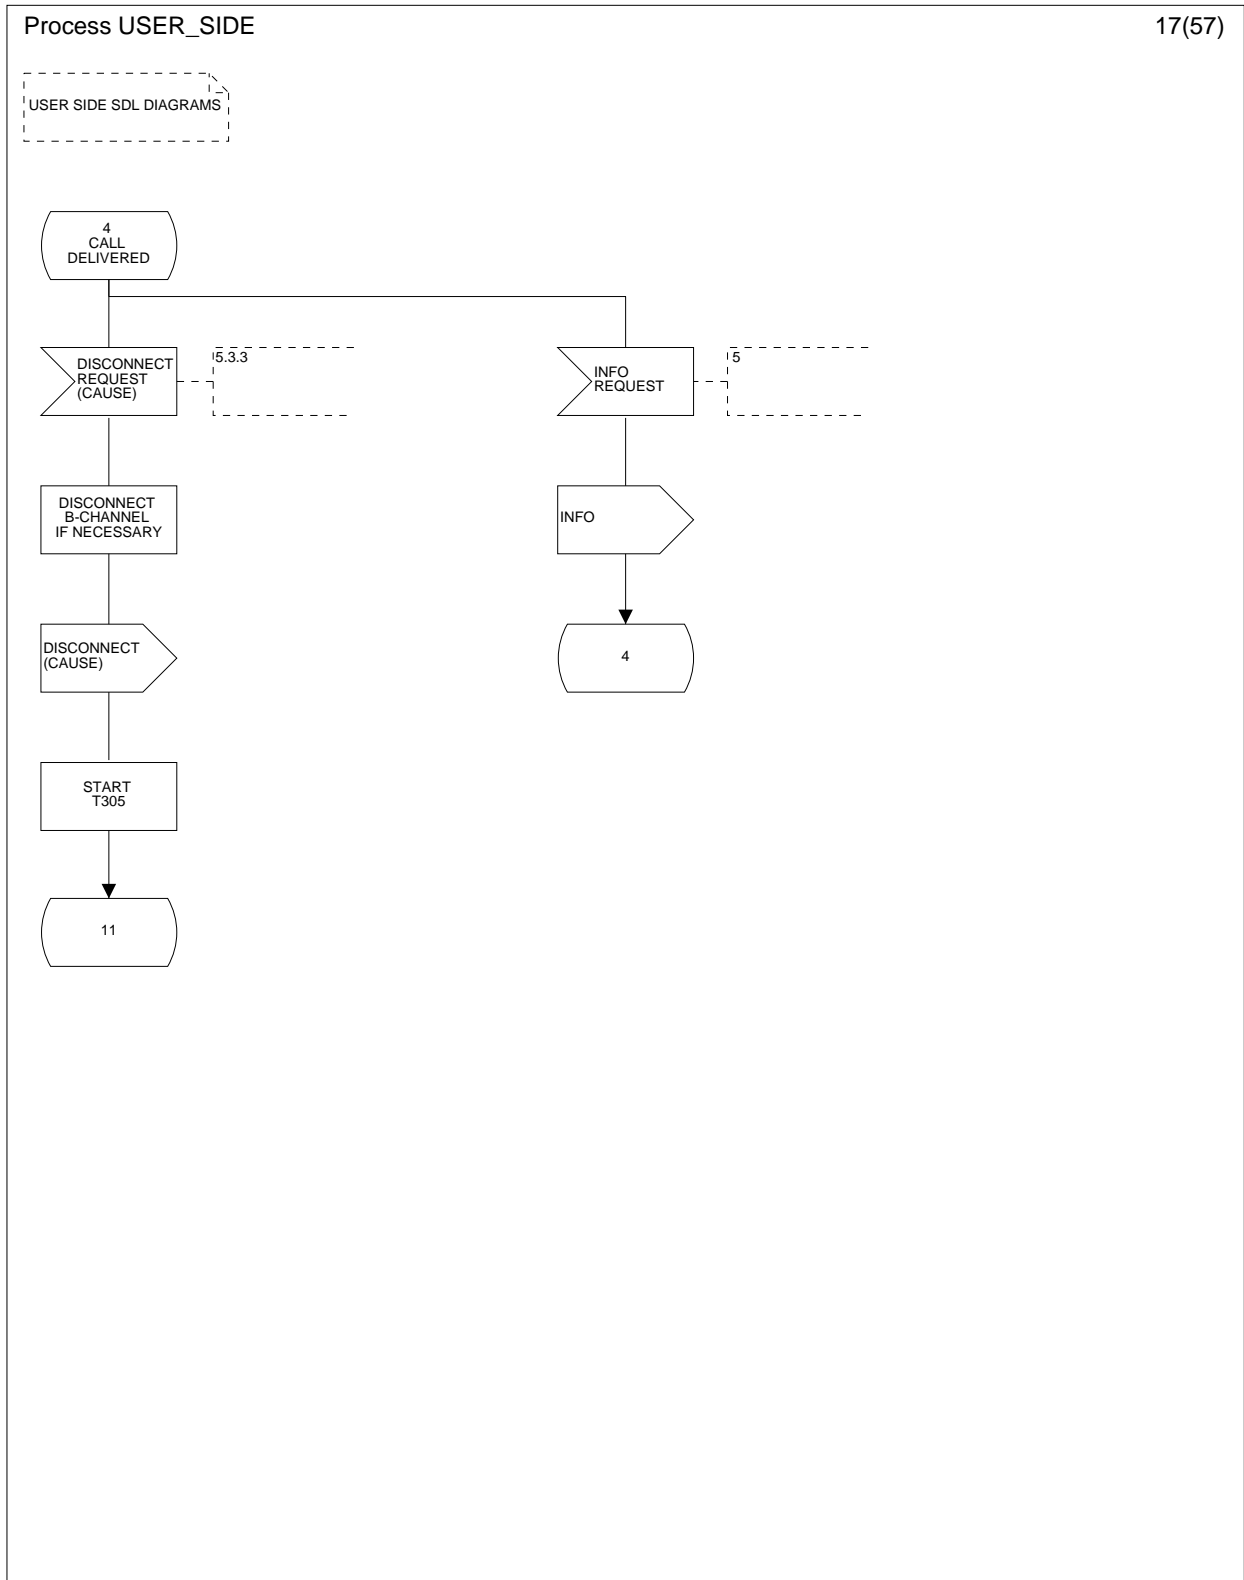 Process USER_SIDE
17(57)
USER SIDE SDL DIAGRAMS
4
CALL
DELIVERED
DISCONNECT
REQUEST
(CAUSE)
5.3.3
INFO
REQUEST
5
DISCONNECT
B-CHANNEL
IF NECESSARY
INFO
DISCONNECT
(CAUSE)
4
START
T305
11